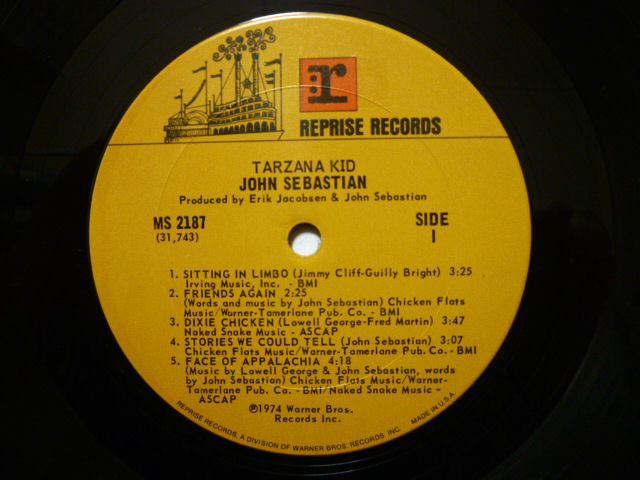 r
REPRISE RECORDS
TARZANA KID
JOHN SEBASTIAN
Produced by Erik Jacobsen & John Sebastian
MS 2187
(31,743)
SIDE
1
1. SITTING IN LIMBO (Jimmy Cliff-Guilly Bright) 3:25
Irving Music, Inc. - BMI
2. FRIENDS AGAIN 2:25
(Words and music by John Sebastian) Chicken Flats
Music/Warner-Tamerlane Pub. Co. - BMI
3. DIXIE CHICKEN (Lowell George-Fred Martin) 3:47
Naked Snake Music - ASCAP
4. STORIES WE COULD TELL (John Sebastian) 3:07
Chicken Flats Music/Warner-Tamerlane Pub. Co. - BMI
5. FACE OF APPALACHIA 4:18
(Music by Lowell George & John Sebastian, words
by John Sebastian) Chicken Flats Music/Warner-
Tamerlane Pub. Co. - BMI/Naked Snake Music -
ASCAP
℗1974 Warner Bros.
Records Inc.
REPRISE RECORDS, A DIVISION OF WARNER BROS. RECORDS INC. MADE IN U.S.A.